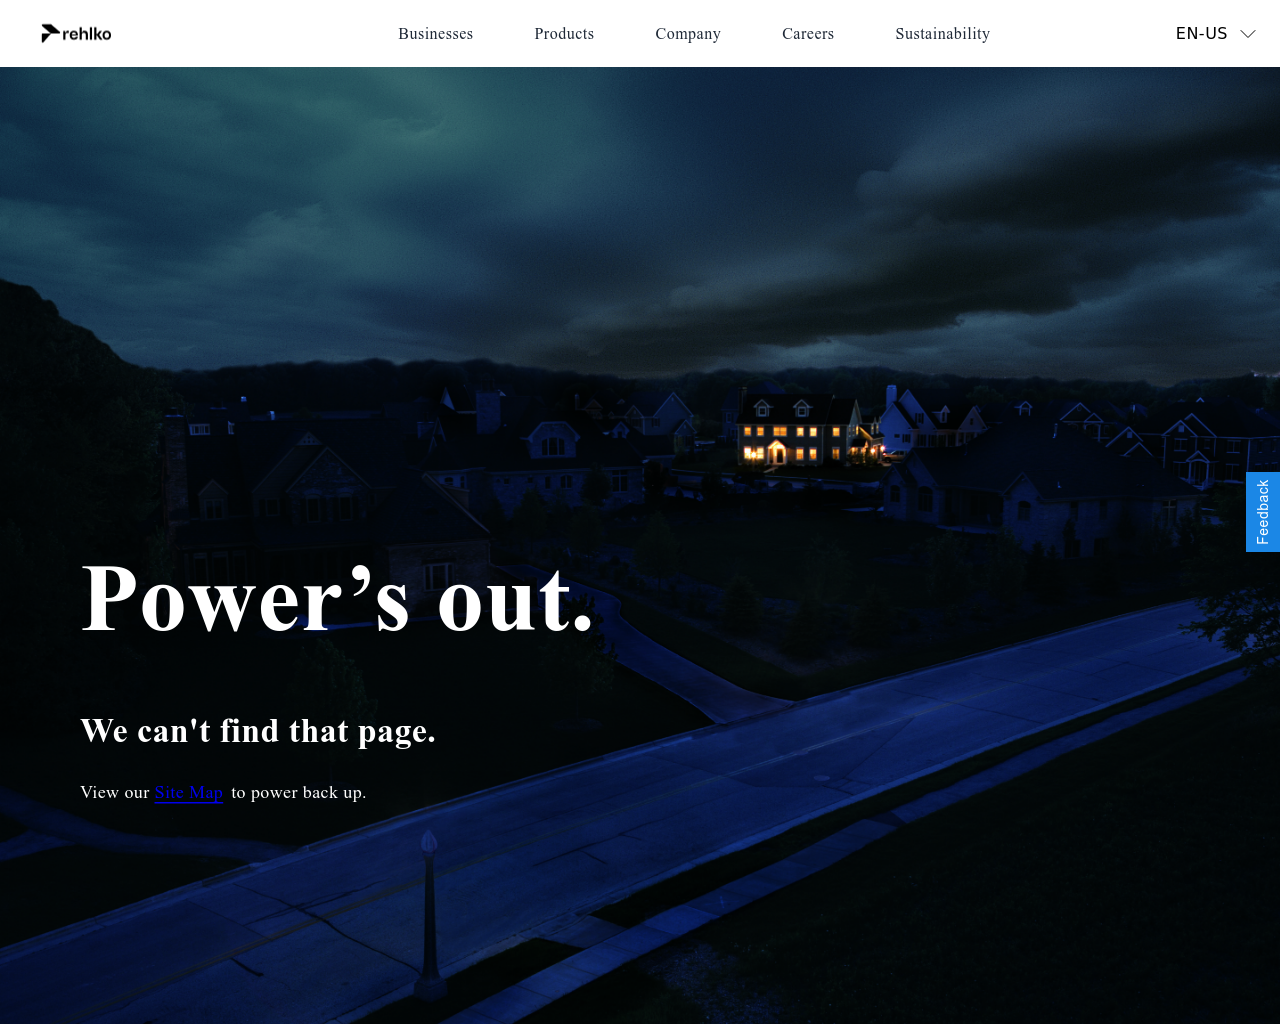 rehlko
Businesses
Products
Company
Careers
Sustainability
EN-US
Feedback
Power’s out.
We can't find that page.
View our Site Map to power back up.